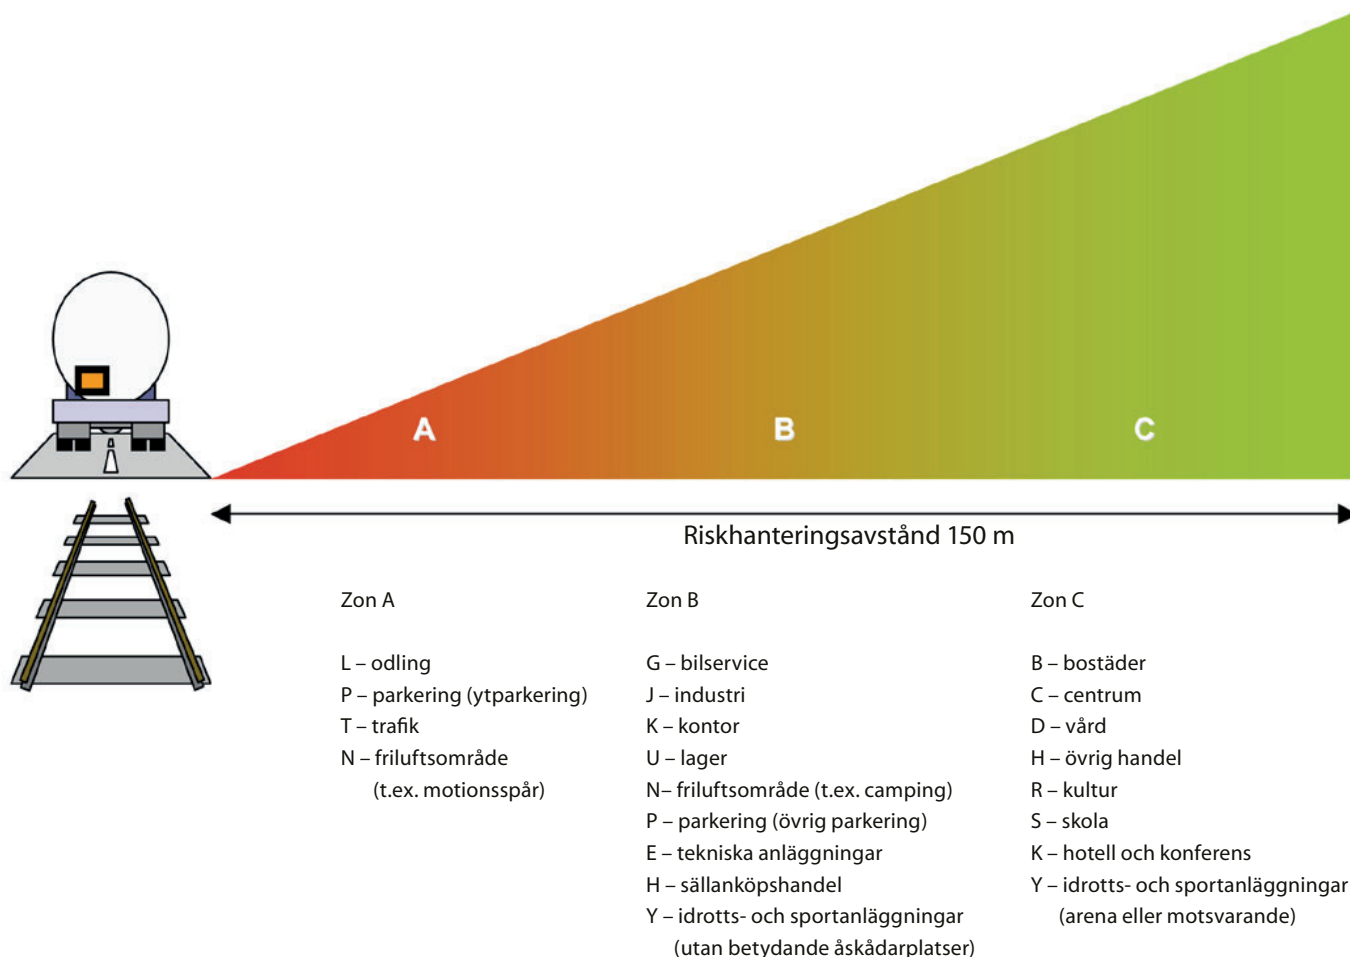 A
B
C
Riskhanteringsavstånd 150 m
Zon A
L – odling
P – parkering (ytparkering)
T – trafik
N – friluftsområde
(t.ex. motionsspår)
Zon B
G – bilservice
J – industri
K – kontor
U – lager
N– friluftsområde (t.ex. camping)
P – parkering (övrig parkering)
E – tekniska anläggningar
H – sällanköpshandel
Y – idrotts- och sportanläggningar
(utan betydande åskådarplatser)
Zon C
B – bostäder
C – centrum
D – vård
H – övrig handel
R – kultur
S – skola
K – hotell och konferens
Y – idrotts- och sportanläggningar
(arena eller motsvarande)